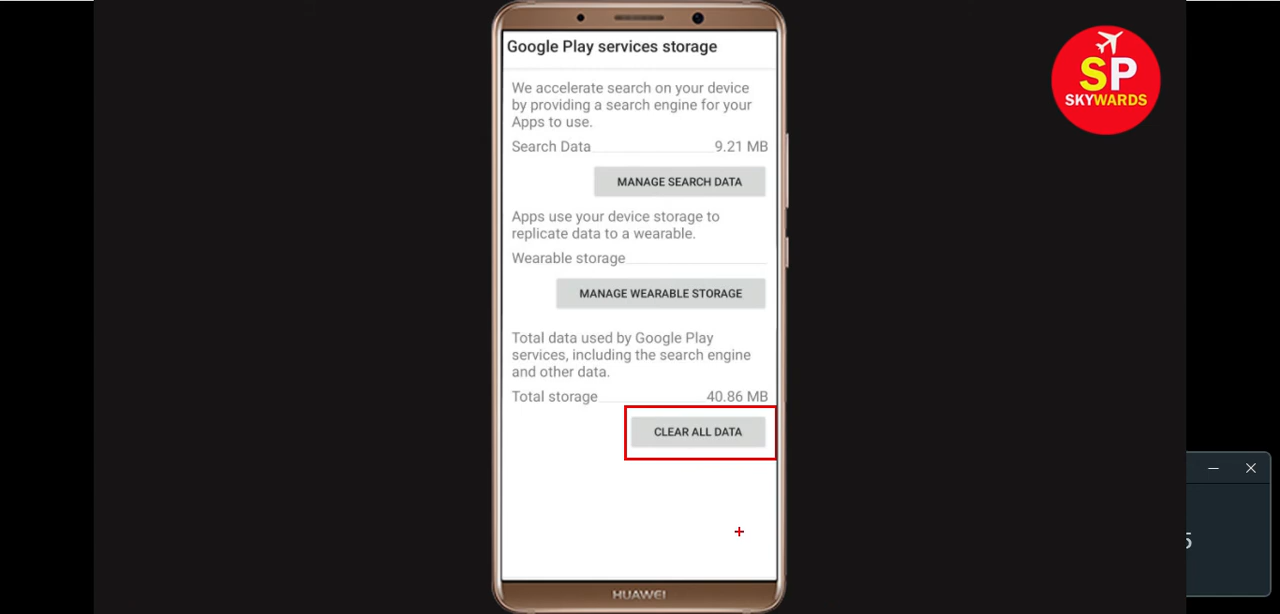 Google Play services storage
SP
SKYWARDS
We accelerate search on your device
by providing a search engine for your
Apps to use.
Search Data 9.21 MB
MANAGE SEARCH DATA
Apps use your device storage to
replicate data to a wearable.
Wearable storage
MANAGE WEARABLE STORAGE
Total data used by Google Play
services, including the search engine
and other data.
Total storage 40.86 MB
CLEAR ALL DATA
HUAWEI